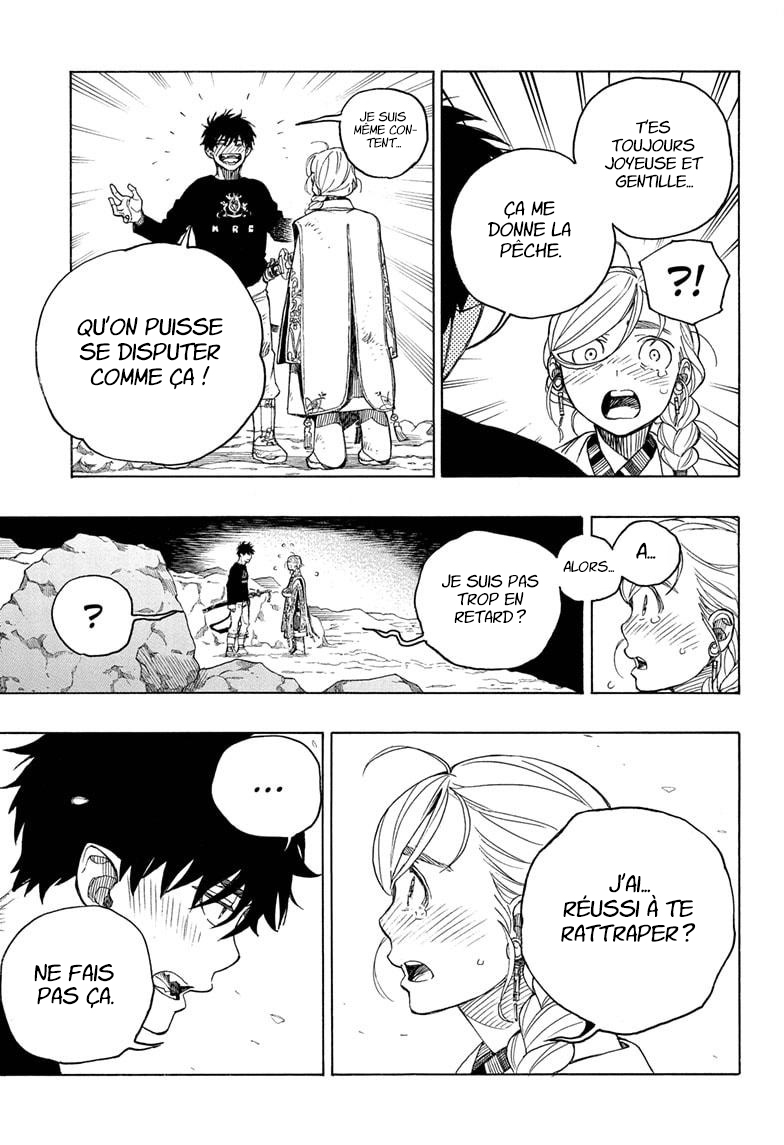 T'ES
TOUJOURS
JOYEUSE ET
GENTILLE...
ÇA ME
DONNE LA
PÊCHE.
?!
JE SUIS
MÊME CON-
TENT...
M R C
QU'ON PUISSE
SE DISPUTER
COMME ÇA !
A...
ALORS...
JE SUIS PAS
TROP EN
RETARD ?
?
J'AI...
RÉUSSI À TE
RATTRAPER ?
...
NE FAIS
PAS ÇA.